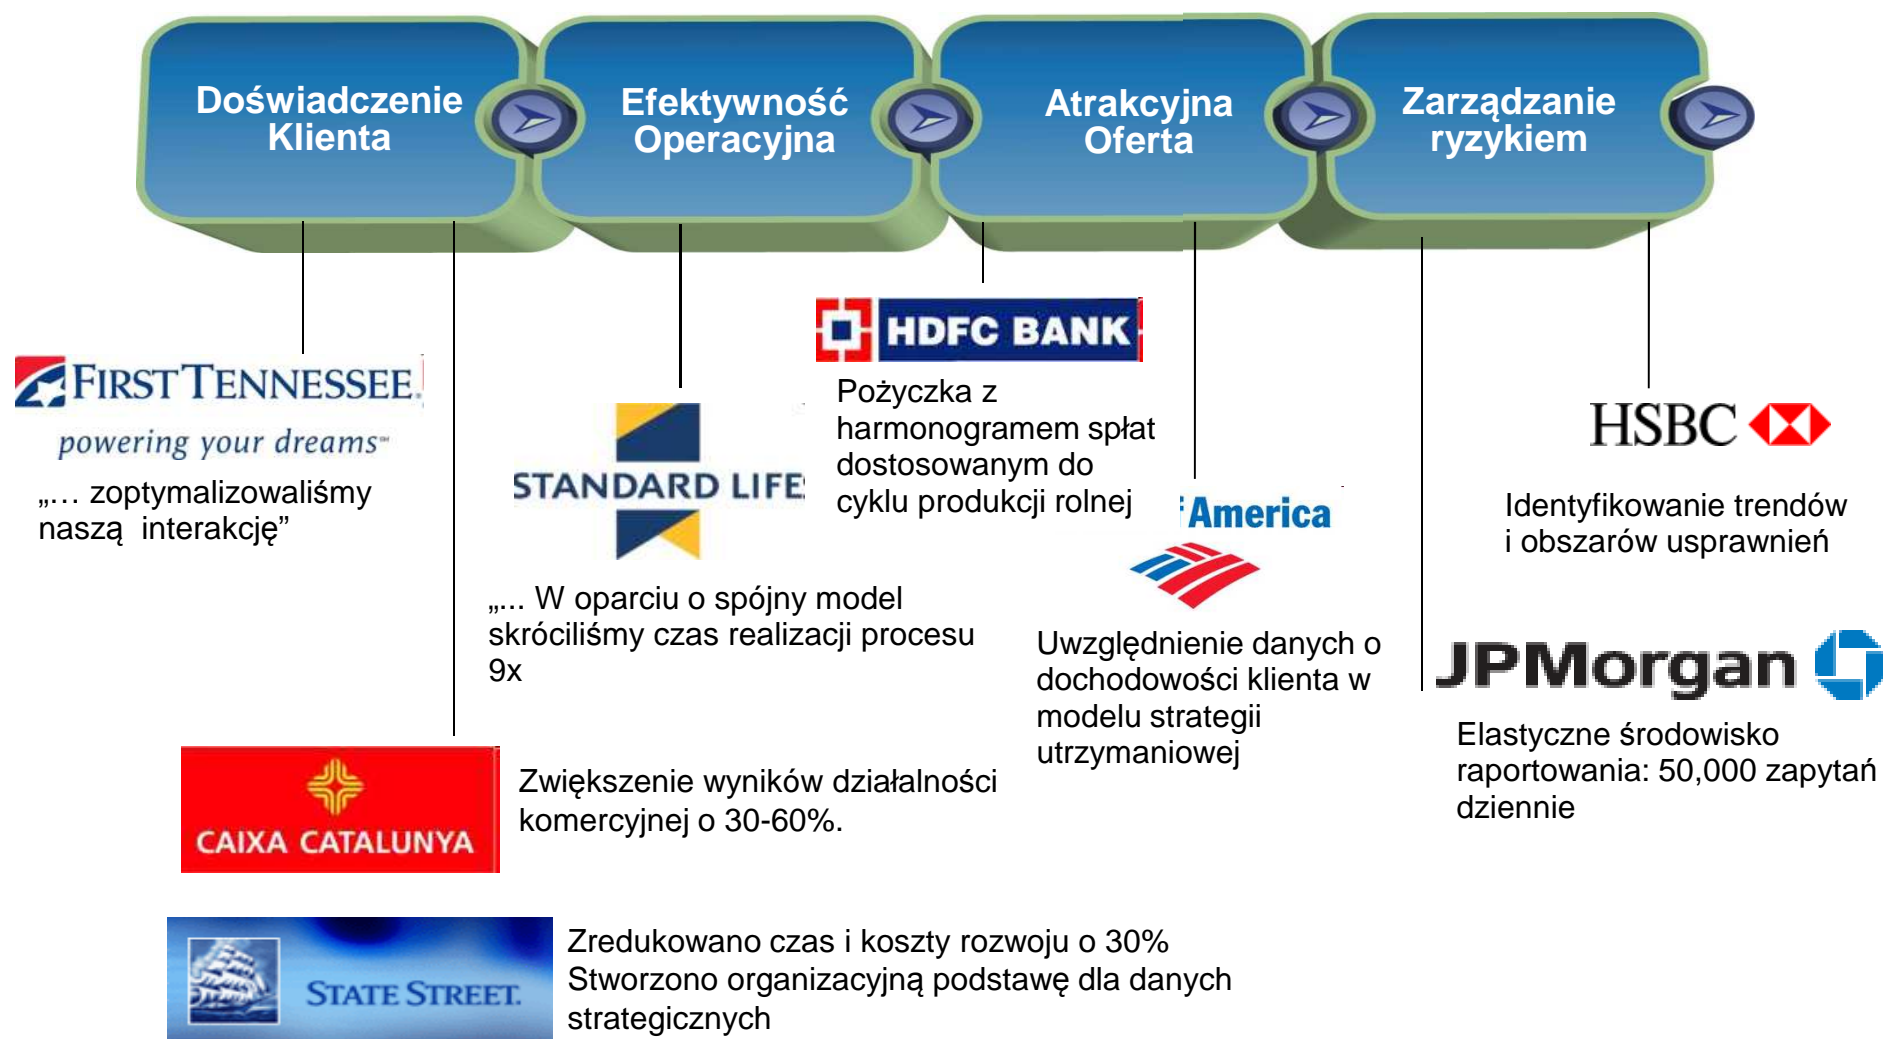 Doświadczenie
Klienta
Efektywność
Operacyjna
Atrakcyjna
Oferta
Zarządzanie
ryzykiem
FIRST TENNESSEE.
powering your dreams℠
„… zoptymalizowaliśmy
naszą interakcję”
STANDARD LIFE
„... W oparciu o spójny model
skróciliśmy czas realizacji procesu
9x
HDFC BANK
Pożyczka z
harmonogramem spłat
dostosowanym do
cyklu produkcji rolnej
America
Uwzględnienie danych o
dochodowości klienta w
modelu strategii
utrzymaniowej
HSBC
Identyfikowanie trendów
i obszarów usprawnień
JPMorgan
Elastyczne środowisko
raportowania: 50,000 zapytań
dziennie
CAIXA CATALUNYA
Zwiększenie wyników działalności
komercyjnej o 30-60%.
STATE STREET.
Zredukowano czas i koszty rozwoju o 30%
Stworzono organizacyjną podstawę dla danych
strategicznych